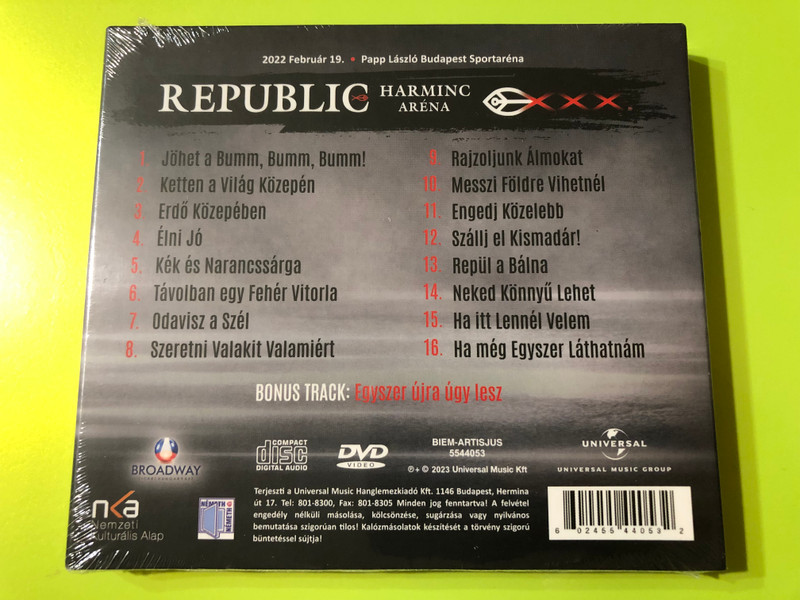 2022 Február 19. • Papp László Budapest Sportaréna
REPUBLIC HARMINC ARÉNA XXX.
1. Jöhet a Bumm, Bumm, Bumm!
2. Ketten a Világ Közepén
3. Erdő Közepében
4. Élni Jó
5. Kék és Narancssárga
6. Távolban egy Fehér Vitorla
7. Odavisz a Szél
8. Szeretni Valakit Valamiért
9. Rajzoljunk Álmokat
10. Messzi Földre Vihetnél
11. Engedj Közelebb
12. Szállj el Kismadár!
13. Repül a Bálna
14. Neked Könnyű Lehet
15. Ha itt Lennél Velem
16. Ha még Egyszer Láthatnám
BONUS TRACK: Egyszer újra úgy lesz
BROADWAY
COMPACT
disc
DIGITAL AUDIO
DVD
VIDEO
BIEM-ARTISJUS
5544053
℗+ © 2023 Universal Music Kft
UNIVERSAL
UNIVERSAL MUSIC GROUP
nka
Nemzeti
Kulturális Alap
NÉMETH
NÉMETH
Terjeszti a Universal Music Hanglemezkiadó Kft. 1146 Budapest, Hermina
út 17. Tel: 801-8300, Fax: 801-8305 Minden jog fenntartva! A felvétel
engedély nélküli másolása, kölcsönzése, sugárzása vagy nyilvános
bemutatása szigorúan tilos! Kalózmásolatok készítését a törvény szigorú
büntetéssel sújtja!
6 02455 44053 2